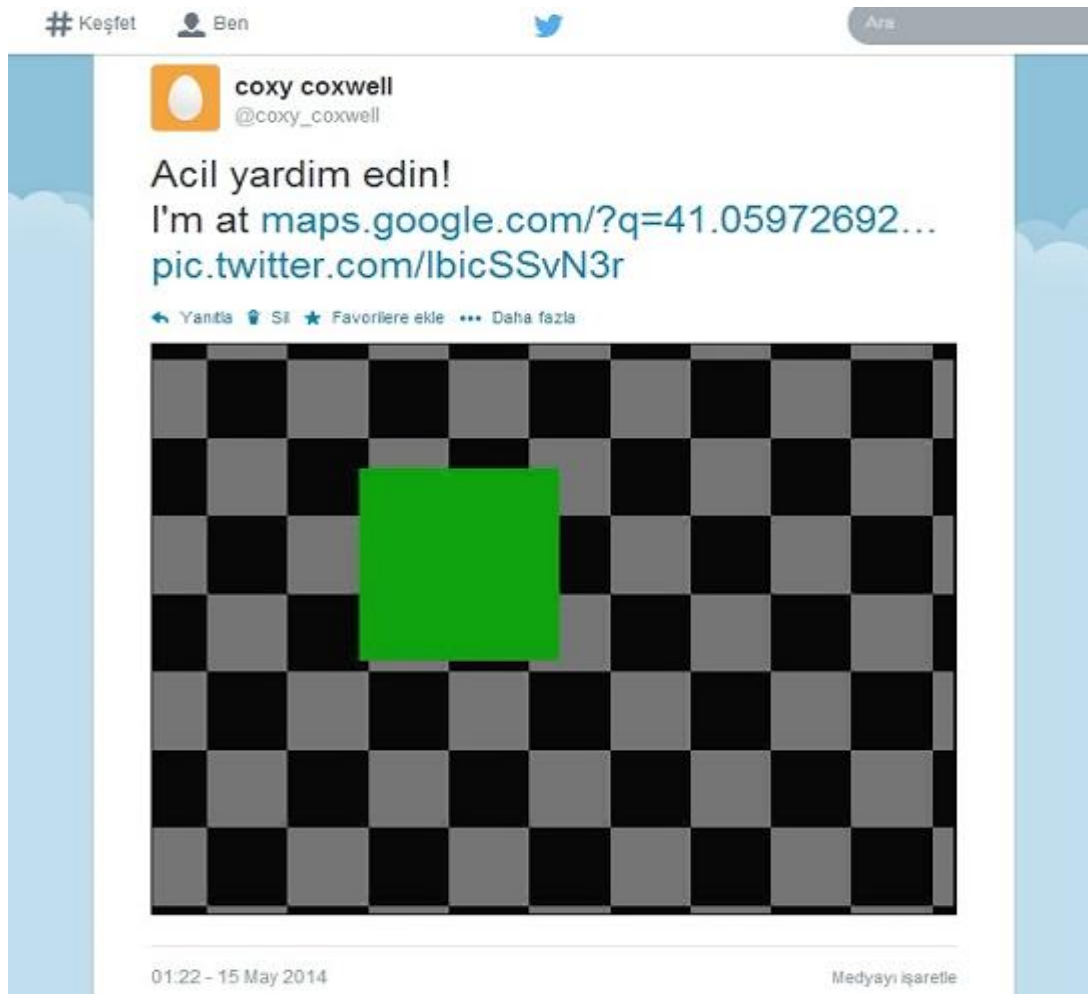 Keşfet Ben Ara
coxy coxwell
@coxy_coxwell
Acil yardim edin!
I'm at maps.google.com/?q=41.05972692...
pic.twitter.com/lbicSSvN3r
Yanıtla Sil Favorilere ekle Daha fazla
01:22 - 15 May 2014 Medyayı işaretle